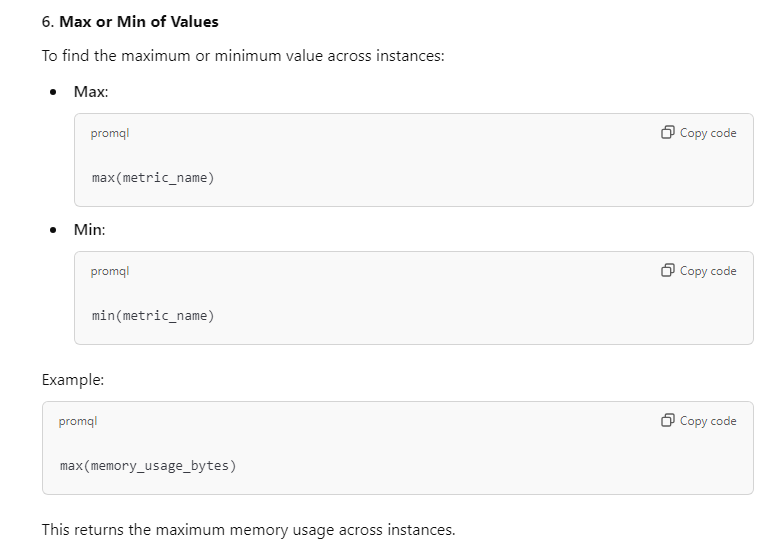 6. Max or Min of Values
To find the maximum or minimum value across instances:
• Max:
promql
Copy code
max(metric_name)
• Min:
promql
Copy code
min(metric_name)
Example:
promql
Copy code
max(memory_usage_bytes)
This returns the maximum memory usage across instances.